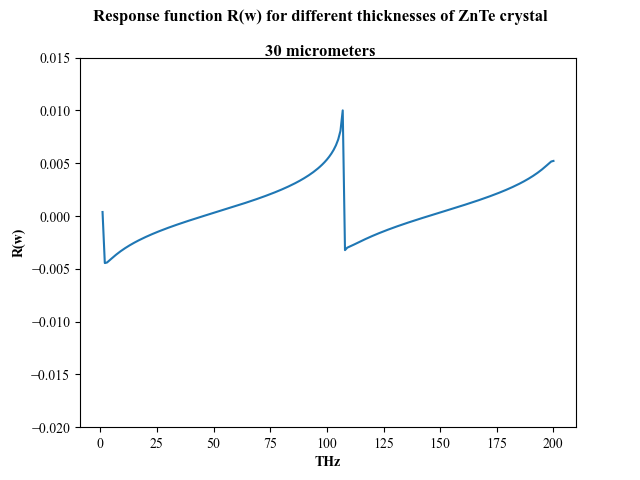 Response function R(w) for different thicknesses of ZnTe crystal
30 micrometers
0.015
0.010
0.005
0.000
−0.005
−0.010
−0.015
−0.020
R(w)
0 25 50 75 100 125 150 175 200
THz